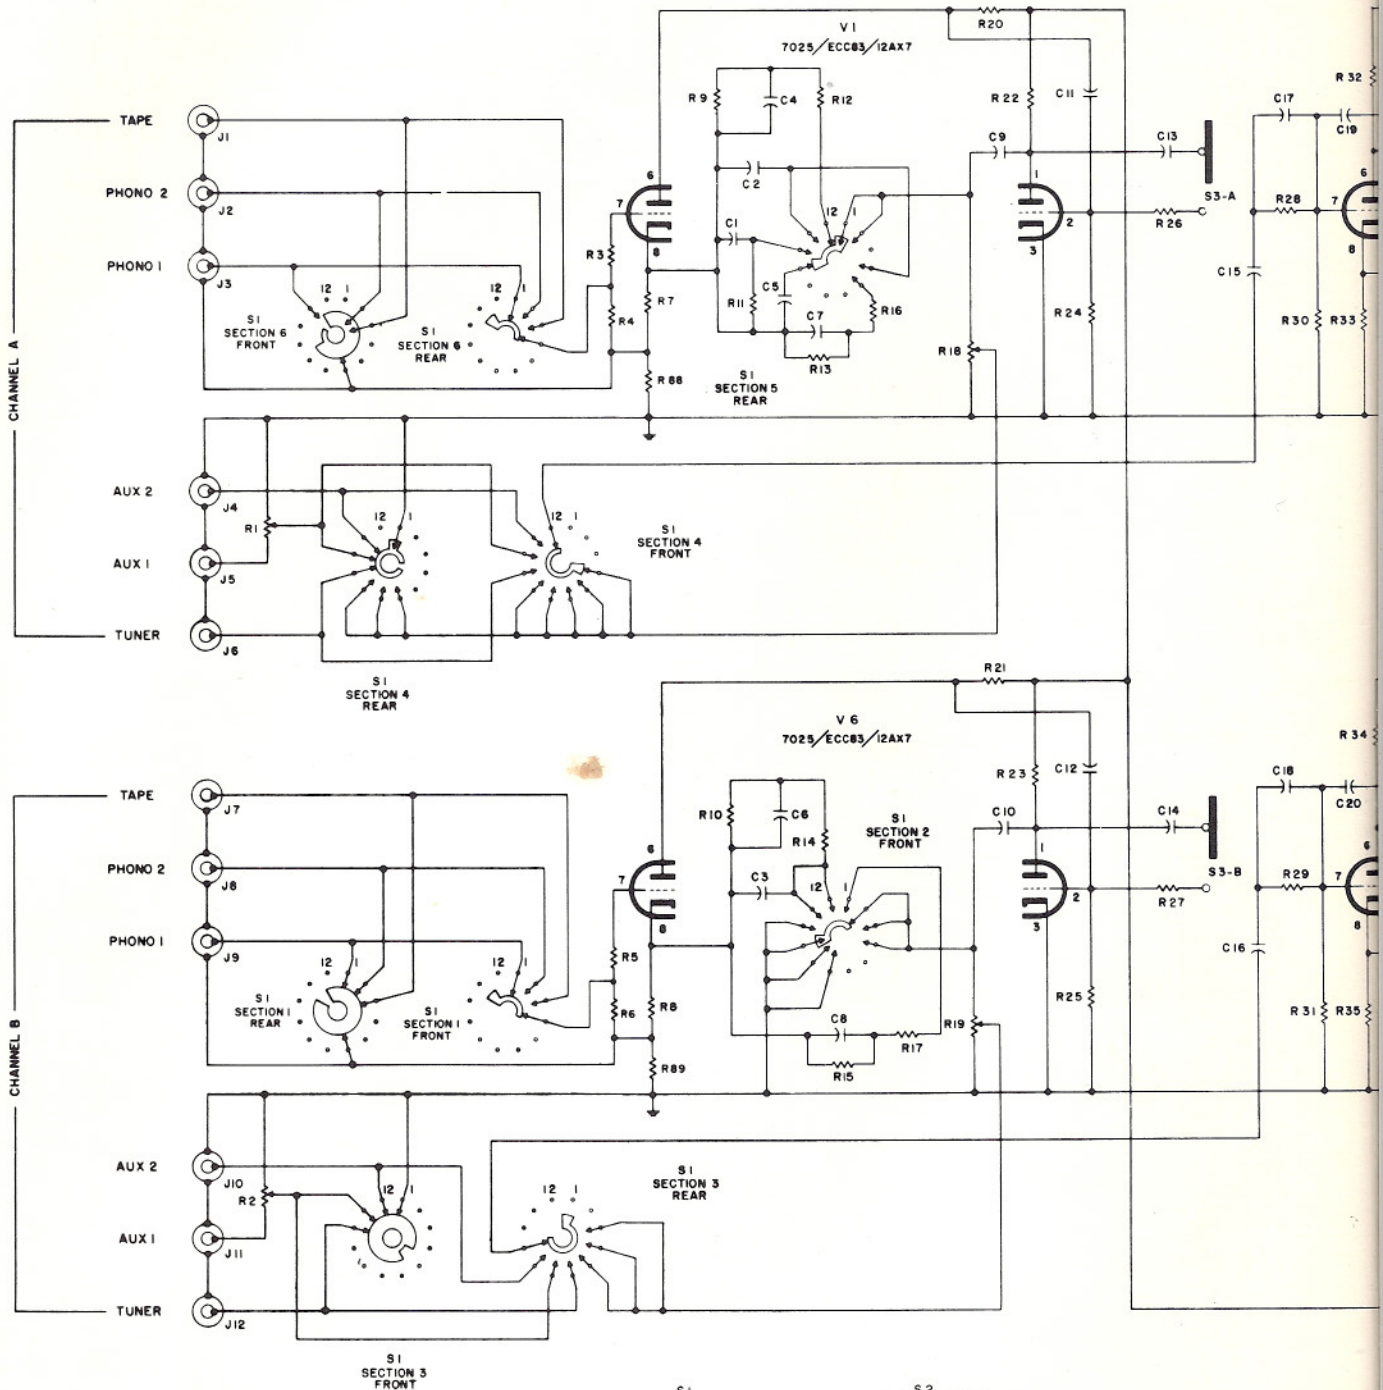 R20
V1
7025/ECC83/12AX7
R32
R9
C4
R12
R22
C11
C17
C19
TAPE
J1
C9
C13
PHONO 2
J2
6
C2
1
S3-A
7
12 1
2
R26
R28
7
6
PHONO 1
J3
8
C1
3
8
R3
C5
C15
12 1
R4
R7
R11
C7
R16
R24
R30
R33
S1
SECTION 6
FRONT
S1
SECTION 6
REAR
R13
R18
R88
S1
SECTION 5
REAR
CHANNEL A
AUX 2
J4
R1
12 1
12 1
S1
SECTION 4
FRONT
AUX 1
J5
TUNER
J6
S1
SECTION 4
REAR
R21
V6
7025/ECC83/12AX7
R34
R23
C12
C18
C20
TAPE
J7
R10
C6
R14
S1
SECTION 2
FRONT
C10
C14
PHONO 2
J8
6
7
C3
12 1
1
2
S3-B
R27
R29
6
7
PHONO 1
J9
8
3
8
C16
12 1
R5
R6
R8
C8
R17
R19
R25
R31
R35
S1
SECTION 1
REAR
S1
SECTION 1
FRONT
R15
R89
CHANNEL B
AUX 2
J10
R2
12 1
12 1
S1
SECTION 3
REAR
AUX 1
J11
TUNER
J12
S1
SECTION 3
FRONT
S1
S2